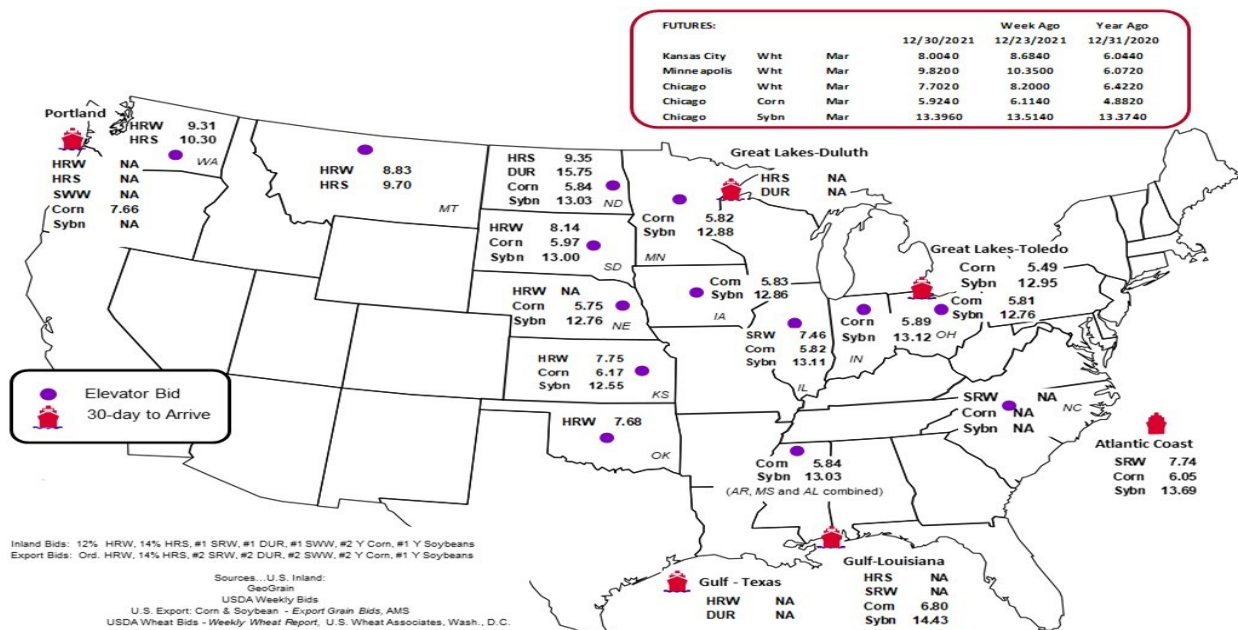 FUTURES: Week Ago Year Ago
12/30/2021 12/23/2021 12/31/2020
Kansas City Wht Mar 8.0040 8.6840 6.0440
Minneapolis Wht Mar 9.8200 10.3500 6.0720
Chicago Wht Mar 7.7020 8.2000 6.4220
Chicago Corn Mar 5.9240 6.1140 4.8820
Chicago Sybn Mar 13.3960 13.5140 13.3740
Portland
HRW 9.31
HRS 10.30
WA
HRW NA
HRS NA
SWW NA
Corn 7.66
Sybn NA
HRW 8.83
HRS 9.70
MT
HRS 9.35
DUR 15.75
Corn 5.84
Sybn 13.03
ND
Great Lakes-Duluth
HRS NA
DUR NA
Corn 5.82
Sybn 12.88
MN
HRW 8.14
Corn 5.97
Sybn 13.00
SD
Great Lakes-Toledo
Corn 5.49
Sybn 12.95
Corn 5.81
Sybn 12.76
OH
HRW NA
Corn 5.75
Sybn 12.76
NE
Corn 5.83
Sybn 12.86
IA
SRW 7.46
Corn 5.82
Sybn 13.11
IL
Corn 5.89
Sybn 13.12
IN
HRW 7.75
Corn 6.17
Sybn 12.55
KS
Elevator Bid
30-day to Arrive
HRW 7.68
OK
SRW NA
Corn NA
Sybn NA
NC
Atlantic Coast
SRW 7.74
Corn 6.05
Sybn 13.69
Corn 5.84
Sybn 13.03
(AR, MS and AL combined)
Gulf-Louisiana
HRS NA
SRW NA
Corn 6.80
Sybn 14.43
Gulf - Texas
HRW NA
DUR NA
Inland Bids: 12% HRW, 14% HRS, #1 SRW, #1 DUR, #1 SWW, #2 Y Corn, #1 Y Soybeans
Export Bids: Ord. HRW, 14% HRS, #2 SRW, #2 DUR, #2 SWW, #2 Y Corn, #1 Y Soybeans
Sources...U.S. Inland:
GeoGrain
USDA Weekly Bids
U.S. Export: Corn & Soybean - Export Grain Bids, AMS
USDA Wheat Bids - Weekly Wheat Report, U.S. Wheat Associates, Wash., D.C.